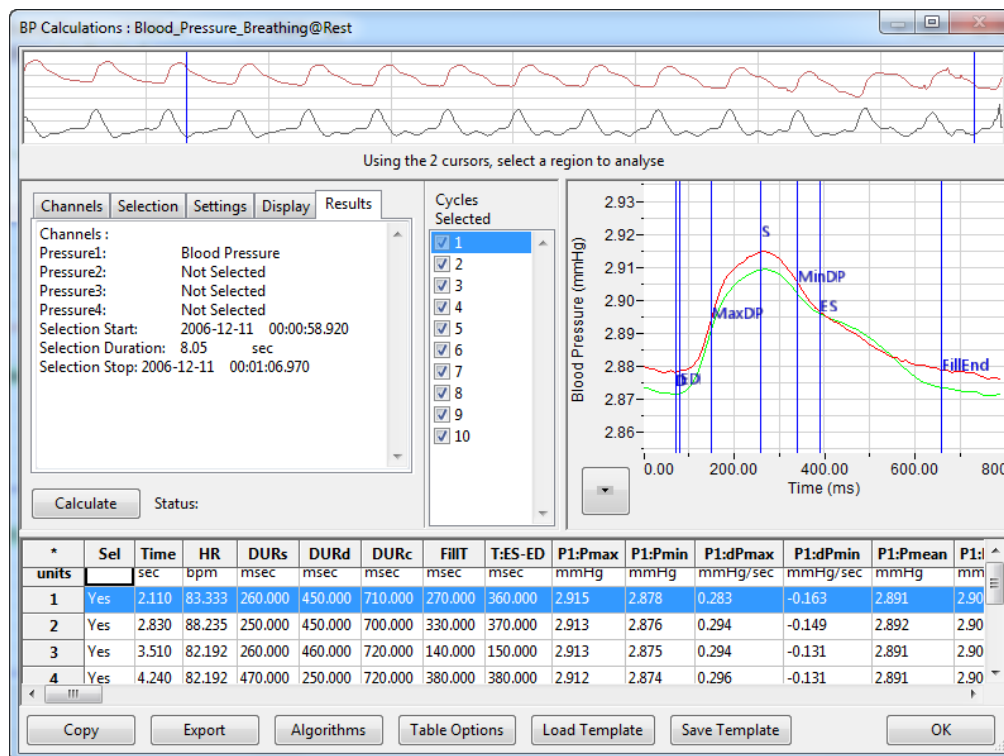 BP Calculations : Blood_Pressure_Breathing@Rest
Using the 2 cursors, select a region to analyse
Channels Selection Settings Display Results
Channels :
Pressure1: Blood Pressure
Pressure2: Not Selected
Pressure3: Not Selected
Pressure4: Not Selected
Selection Start: 2006-12-11 00:00:58.920
Selection Duration: 8.05 sec
Selection Stop: 2006-12-11 00:01:06.970
Calculate Status:
Cycles
Selected
1
2
3
4
5
6
7
8
9
10
Blood Pressure (mmHg)
2.93
2.92
2.91
2.90
2.89
2.88
2.87
2.86
S
MinDP
MaxDP
ES
ED
FillEnd
0.00 200.00 400.00 600.00 800
Time (ms)
* Sel Time HR DURs DURd DURc FillT T:ES-ED P1:Pmax P1:Pmin P1:dPmax P1:dPmin P1:Pmean P1:
units sec bpm msec msec msec msec msec mmHg mmHg mmHg/sec mmHg/sec mmHg mm
1 Yes 2.110 83.333 260.000 450.000 710.000 270.000 360.000 2.915 2.878 0.283 -0.163 2.891 2.90
2 Yes 2.830 88.235 250.000 450.000 700.000 330.000 370.000 2.913 2.876 0.294 -0.149 2.892 2.90
3 Yes 3.510 82.192 260.000 460.000 720.000 140.000 150.000 2.913 2.875 0.294 -0.131 2.891 2.90
4 Yes 4.240 82.192 470.000 250.000 720.000 380.000 380.000 2.912 2.874 0.296 -0.131 2.891 2.90
Copy Export Algorithms Table Options Load Template Save Template OK